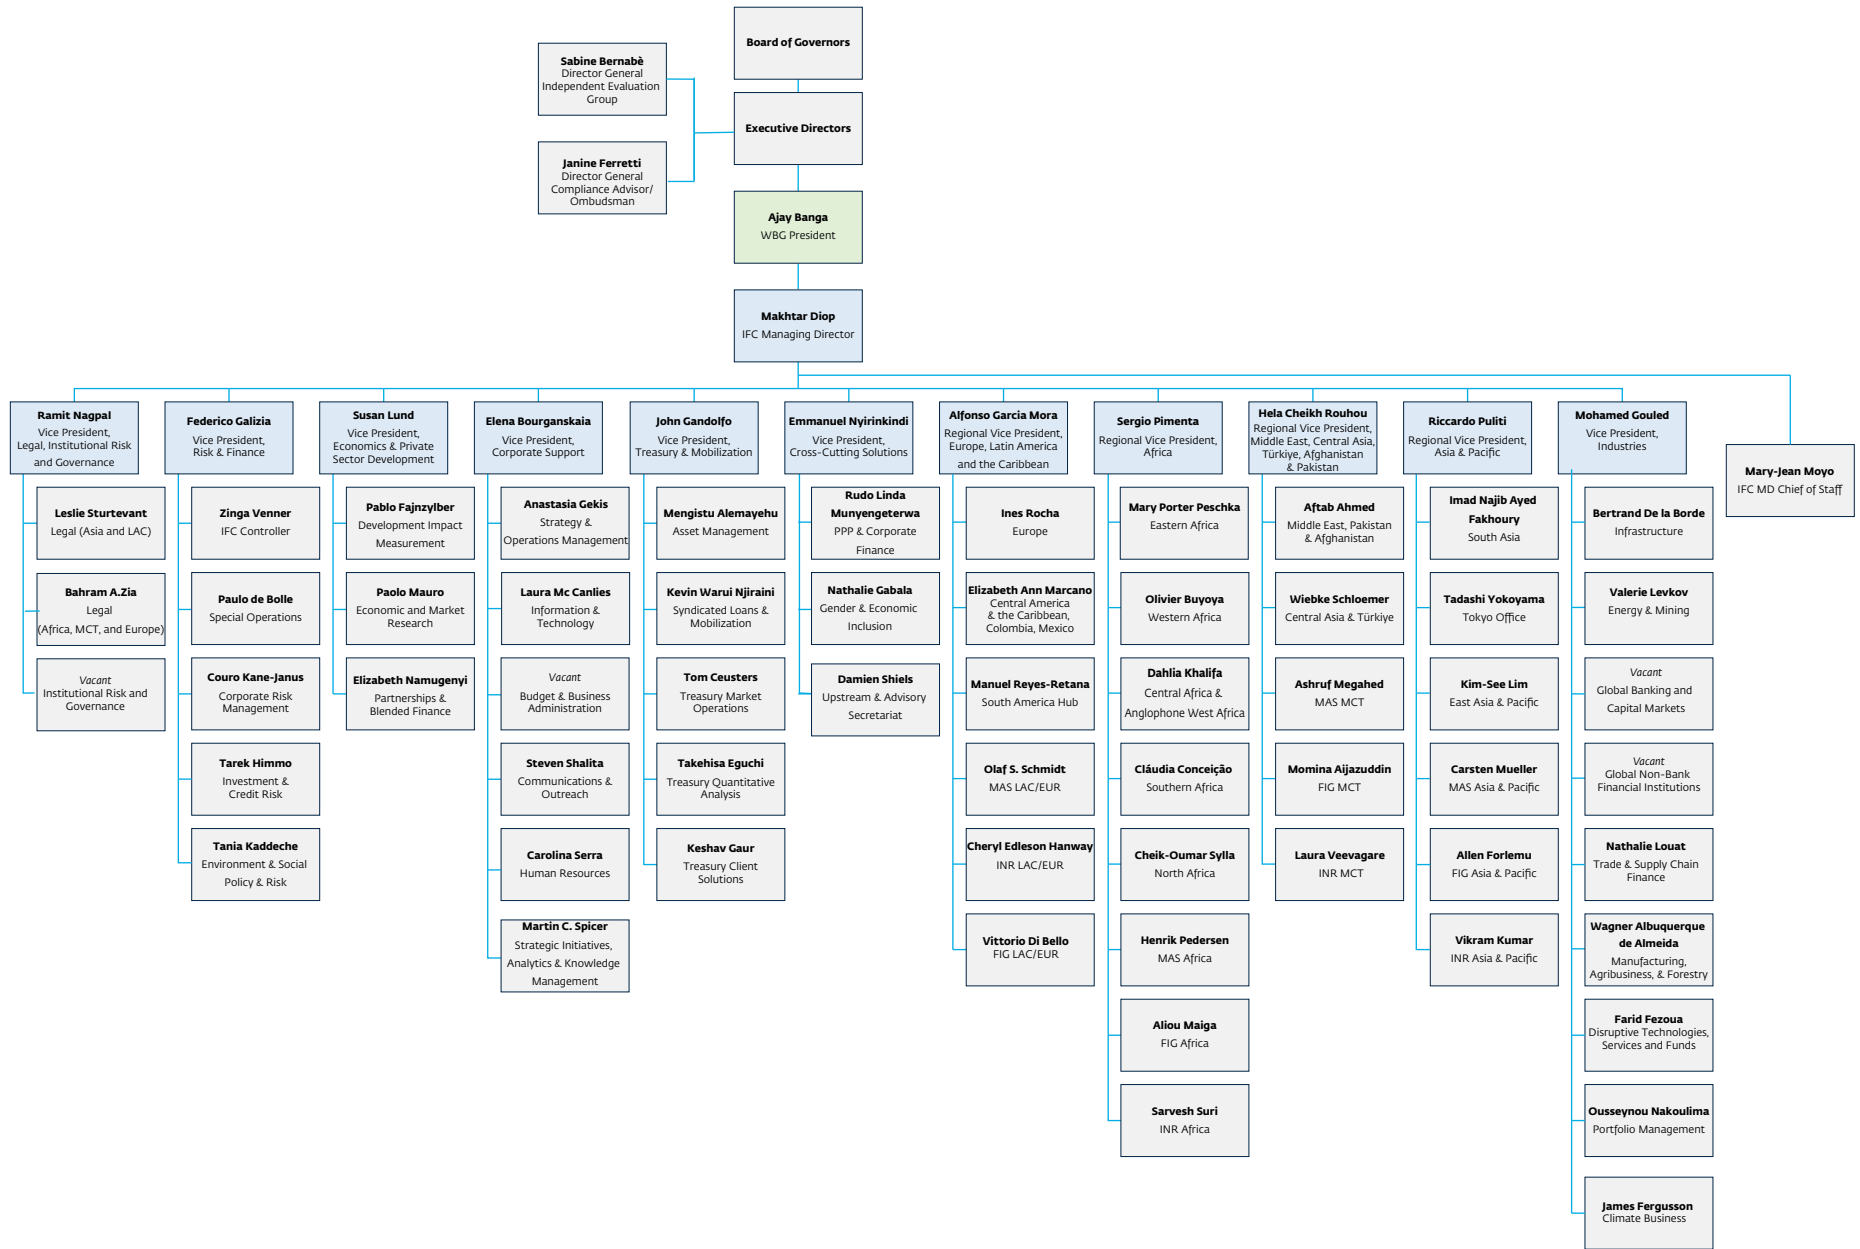 Board of Governors
Sabine Bernabè
Director General
Independent Evaluation
Group
Executive Directors
Janine Ferretti
Director General
Compliance Advisor/
Ombudsman
Ajay Banga
WBG President
Makhtar Diop
IFC Managing Director
Ramit Nagpal
Vice President,
Legal, Institutional Risk
and Governance
Leslie Sturtevant
Legal (Asia and LAC)
Bahram A.Zia
Legal
(Africa, MCT, and Europe)
Vacant
Institutional Risk and
Governance
Federico Galizia
Vice President,
Risk & Finance
Zinga Venner
IFC Controller
Paulo de Bolle
Special Operations
Couro Kane-Janus
Corporate Risk
Management
Tarek Himmo
Investment &
Credit Risk
Tania Kaddeche
Environment & Social
Policy & Risk
Susan Lund
Vice President,
Economics & Private
Sector Development
Pablo Fajnzylber
Development Impact
Measurement
Paolo Mauro
Economic and Market
Research
Elizabeth Namugenyi
Partnerships &
Blended Finance
Elena Bourganskaia
Vice President,
Corporate Support
Anastasia Gekis
Strategy &
Operations Management
Laura Mc Canlies
Information &
Technology
Vacant
Budget & Business
Administration
Steven Shalita
Communications &
Outreach
Carolina Serra
Human Resources
Martin C. Spicer
Strategic Initiatives,
Analytics & Knowledge
Management
John Gandolfo
Vice President,
Treasury & Mobilization
Mengistu Alemayehu
Asset Management
Kevin Warui Njiraini
Syndicated Loans &
Mobilization
Tom Ceusters
Treasury Market
Operations
Takehisa Eguchi
Treasury Quantitative
Analysis
Keshav Gaur
Treasury Client
Solutions
Emmanuel Nyirinkindi
Vice President,
Cross-Cutting Solutions
Rudo Linda
Munyengeterwa
PPP & Corporate
Finance
Nathalie Gabala
Gender & Economic
Inclusion
Damien Shiels
Upstream & Advisory
Secretariat
Alfonso Garcia Mora
Regional Vice President,
Europe, Latin America
and the Caribbean
Ines Rocha
Europe
Elizabeth Ann Marcano
Central America
& the Caribbean,
Colombia, Mexico
Manuel Reyes-Retana
South America Hub
Olaf S. Schmidt
MAS LAC/EUR
Cheryl Edleson Hanway
INR LAC/EUR
Vittorio Di Bello
FIG LAC/EUR
Sergio Pimenta
Regional Vice President,
Africa
Mary Porter Peschka
Eastern Africa
Olivier Buyoya
Western Africa
Dahlia Khalifa
Central Africa &
Anglophone West Africa
Cláudia Conceição
Southern Africa
Cheik-Oumar Sylla
North Africa
Henrik Pedersen
MAS Africa
Aliou Maiga
FIG Africa
Sarvesh Suri
INR Africa
Hela Cheikh Rouhou
Regional Vice President,
Middle East, Central Asia,
Türkiye, Afghanistan
& Pakistan
Aftab Ahmed
Middle East, Pakistan
& Afghanistan
Wiebke Schloemer
Central Asia & Türkiye
Ashruf Megahed
MAS MCT
Momina Aijazuddin
FIG MCT
Laura Veevagare
INR MCT
Riccardo Puliti
Regional Vice President,
Asia & Pacific
Imad Najib Ayed
Fakhoury
South Asia
Tadashi Yokoyama
Tokyo Office
Kim-See Lim
East Asia & Pacific
Carsten Mueller
MAS Asia & Pacific
Allen Forlemu
FIG Asia & Pacific
Vikram Kumar
INR Asia & Pacific
Mohamed Gouled
Vice President,
Industries
Bertrand De la Borde
Infrastructure
Valerie Levkov
Energy & Mining
Vacant
Global Banking and
Capital Markets
Vacant
Global Non-Bank
Financial Institutions
Nathalie Louat
Trade & Supply Chain
Finance
Wagner Albuquerque
de Almeida
Manufacturing,
Agribusiness, & Forestry
Farid Fezoua
Disruptive Technologies,
Services and Funds
Ousseynou Nakoulima
Portfolio Management
James Fergusson
Climate Business
Mary-Jean Moyo
IFC MD Chief of Staff